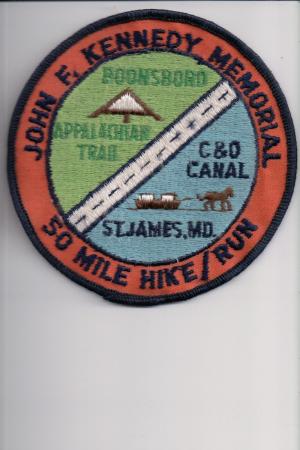 JOHN F. KENNEDY MEMORIAL
BOONSBORO
APPALACHIAN
TRAIL
C&O
CANAL
ST.JAMES,MD.
50 MILE HIKE/RUN